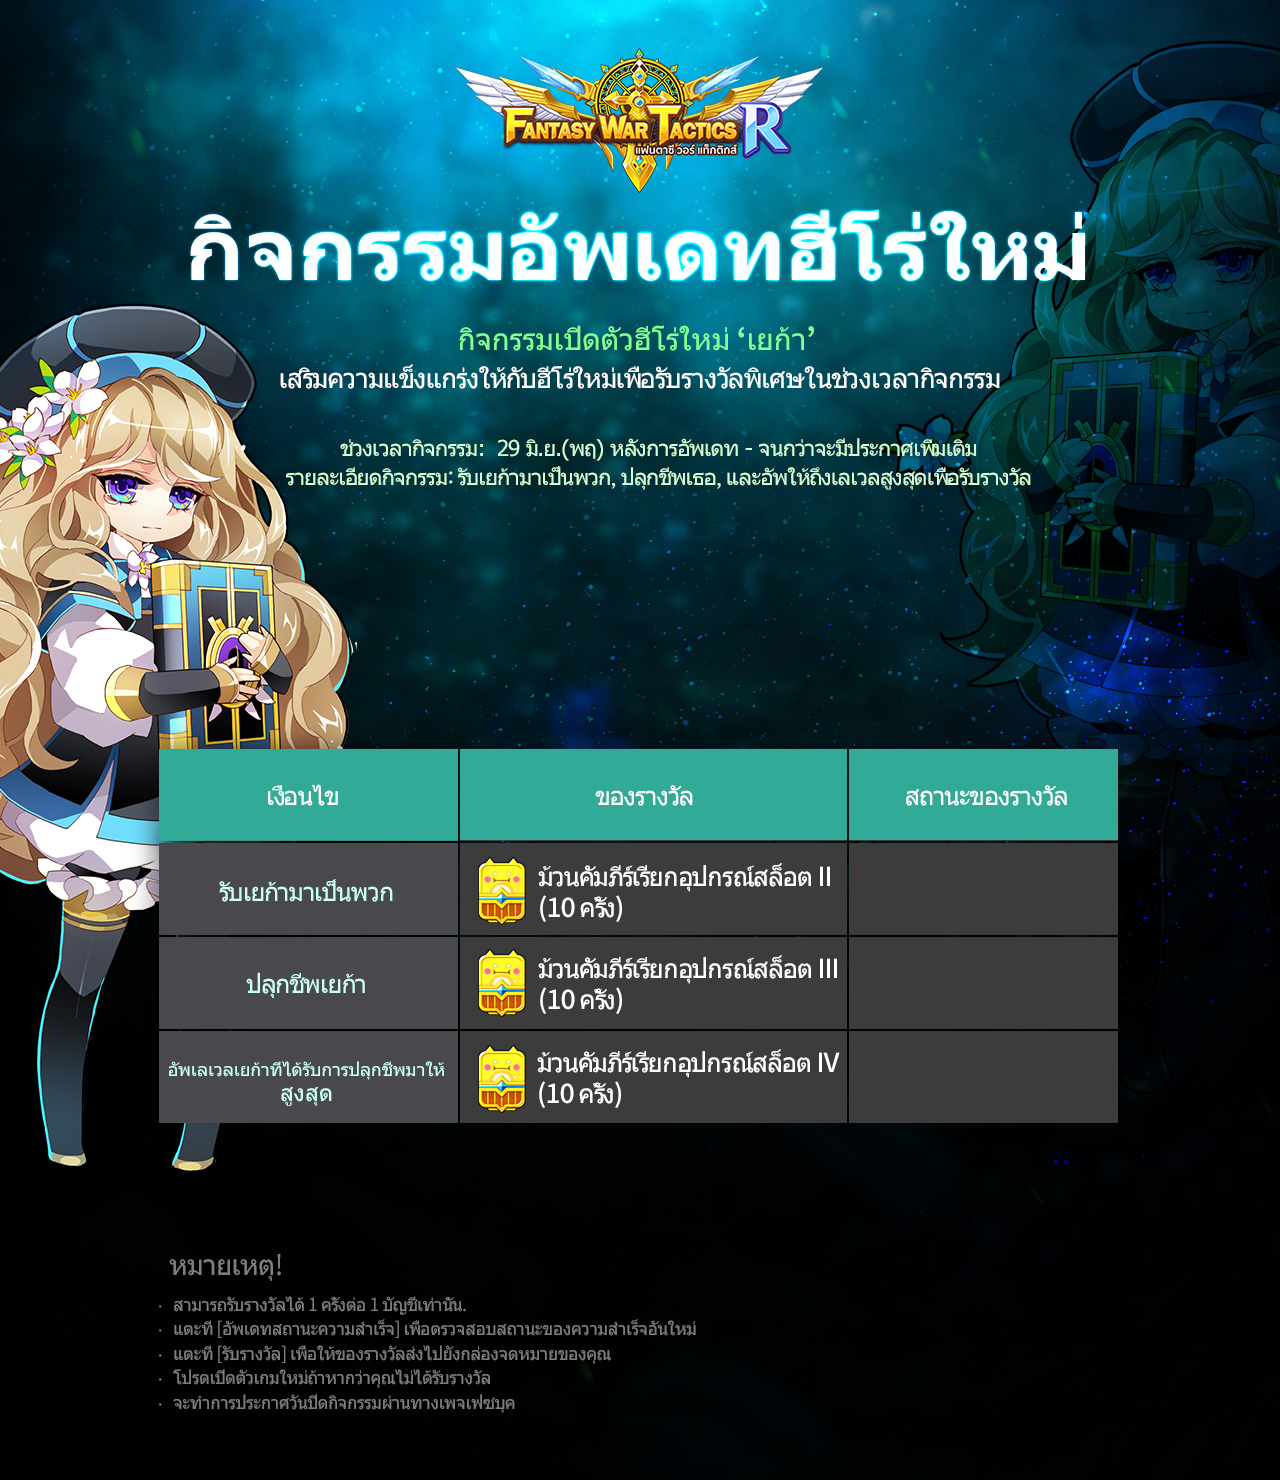 FANTASY WAR TACTICS R
แฟนตาซี วอร์ แท็กติกส์
กิจกรรมอัพเดทฮีโร่ใหม่
กิจกรรมเปิดตัวฮีโร่ใหม่ ‘เยก้า’
เสริมความแข็งแกร่งให้กับฮีโร่ใหม่เพื่อรับรางวัลพิเศษในช่วงเวลากิจกรรม
ช่วงเวลากิจกรรม: 29 มิ.ย.(พฤ) หลังการอัพเดท - จนกว่าจะมีประกาศเพิ่มเติม
รายละเอียดกิจกรรม: รับเยก้ามาเป็นพวก, ปลุกชีพเธอ, และอัพให้ถึงเลเวลสูงสุดเพื่อรับรางวัล
เงื่อนไข ของรางวัล สถานะของรางวัล
รับเยก้ามาเป็นพวก
ม้วนคัมภีร์เรียกอุปกรณ์สล็อต II
(10 ครั้ง)
ปลุกชีพเยก้า
ม้วนคัมภีร์เรียกอุปกรณ์สล็อต III
(10 ครั้ง)
อัพเลเวลเยก้าที่ได้รับการปลุกชีพมาให้
สูงสุด
ม้วนคัมภีร์เรียกอุปกรณ์สล็อต IV
(10 ครั้ง)
หมายเหตุ!
· สามารถรับรางวัลได้ 1 ครั้งต่อ 1 บัญชีเท่านั้น.
· แตะที่ [อัพเดทสถานะความสำเร็จ] เพื่อตรวจสอบสถานะของความสำเร็จอันใหม่
· แตะที่ [รับรางวัล] เพื่อให้ของรางวัลส่งไปยังกล่องจดหมายของคุณ
· โปรดเปิดตัวเกมใหม่ถ้าหากว่าคุณไม่ได้รับรางวัล
· จะทำการประกาศวันปิดกิจกรรมผ่านทางเพจเฟซบุค